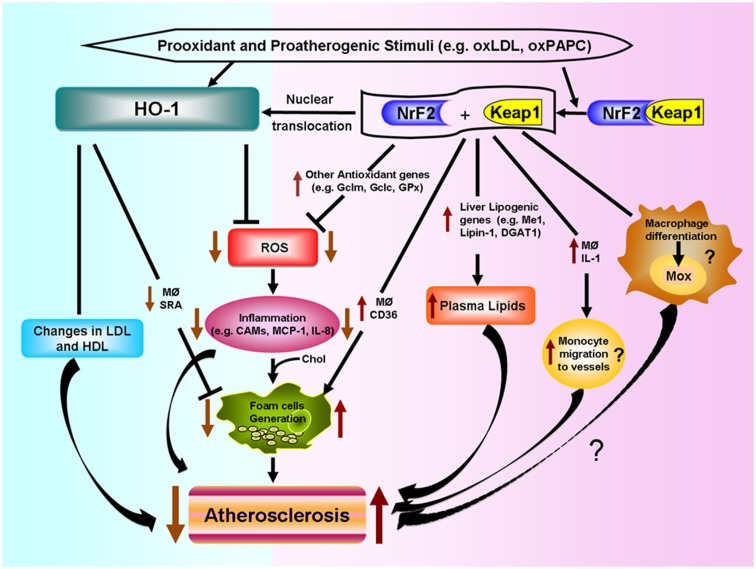 Prooxidant and Proatherogenic Stimuli (e.g. oxLDL, oxPAPC)
HO-1
Nuclear
translocation
NrF2 + Keap1
NrF2 Keap1
Other Antioxidant genes
(e.g. Gclm, Gclc, GPx)
Liver Lipogenic
genes (e.g. Me1,
Lipin-1, DGAT1)
MØ
IL-1
Macrophage
differentiation
?
Mox
ROS
MØ
SRA
Inflammation
(e.g. CAMs, MCP-1, IL-8)
MØ
CD36
Plasma Lipids
Changes in LDL
and HDL
Monocyte
migration
to vessels
?
Chol
Foam cells
Generation
?
Atherosclerosis